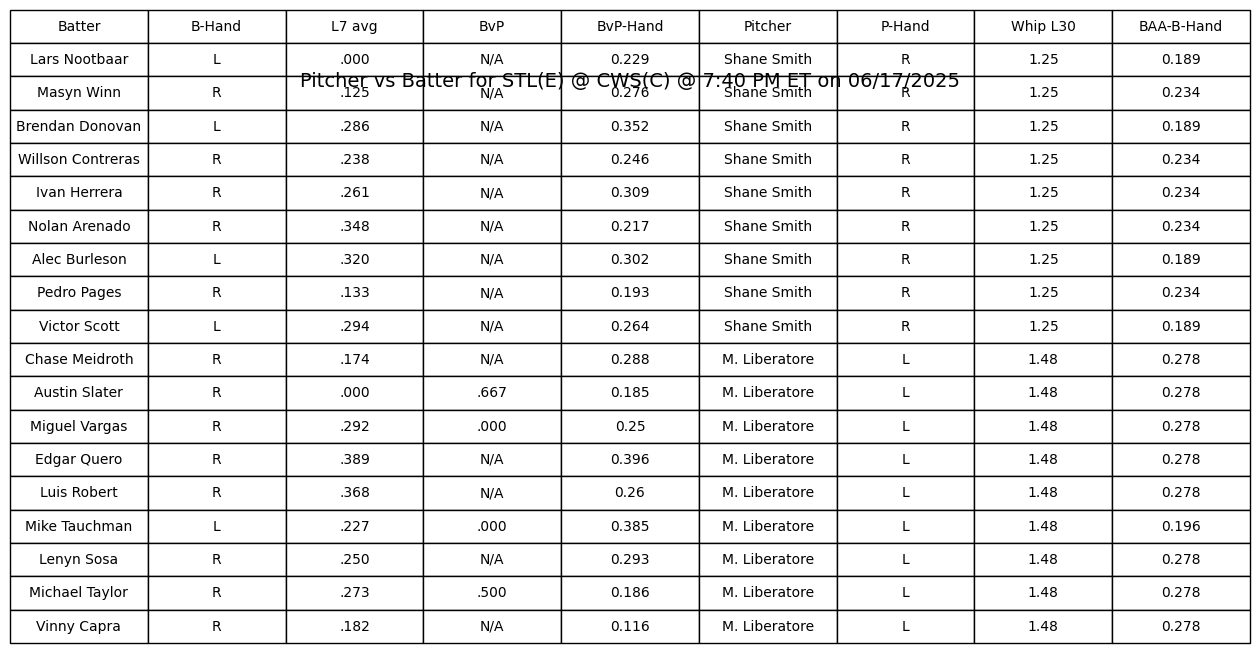 Batter B-Hand L7 avg BvP BvP-Hand Pitcher P-Hand Whip L30 BAA-B-Hand
Lars Nootbaar L .000 N/A 0.229 Shane Smith R 1.25 0.189
Pitcher vs Batter for STL(E) @ CWS(C) @ 7:40 PM ET on 06/17/2025
Masyn Winn R .125 N/A 0.276 Shane Smith R 1.25 0.234
Brendan Donovan L .286 N/A 0.352 Shane Smith R 1.25 0.189
Willson Contreras R .238 N/A 0.246 Shane Smith R 1.25 0.234
Ivan Herrera R .261 N/A 0.309 Shane Smith R 1.25 0.234
Nolan Arenado R .348 N/A 0.217 Shane Smith R 1.25 0.234
Alec Burleson L .320 N/A 0.302 Shane Smith R 1.25 0.189
Pedro Pages R .133 N/A 0.193 Shane Smith R 1.25 0.234
Victor Scott L .294 N/A 0.264 Shane Smith R 1.25 0.189
Chase Meidroth R .174 N/A 0.288 M. Liberatore L 1.48 0.278
Austin Slater R .000 .667 0.185 M. Liberatore L 1.48 0.278
Miguel Vargas R .292 .000 0.25 M. Liberatore L 1.48 0.278
Edgar Quero R .389 N/A 0.396 M. Liberatore L 1.48 0.278
Luis Robert R .368 N/A 0.26 M. Liberatore L 1.48 0.278
Mike Tauchman L .227 .000 0.385 M. Liberatore L 1.48 0.196
Lenyn Sosa R .250 N/A 0.293 M. Liberatore L 1.48 0.278
Michael Taylor R .273 .500 0.186 M. Liberatore L 1.48 0.278
Vinny Capra R .182 N/A 0.116 M. Liberatore L 1.48 0.278